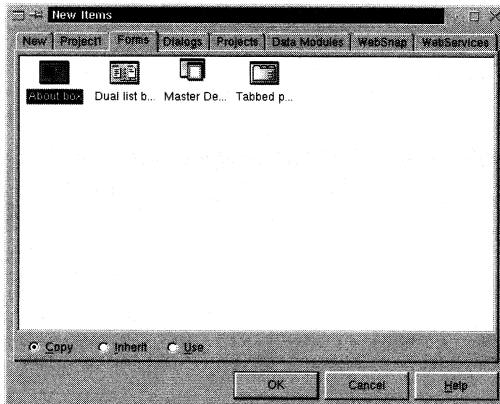 New Items
New Project1 Forms Dialogs Projects Data Modules WebSnap WebServices
About box Dual list b... Master De... Tabbed p...
Copy Inherit Use
OK Cancel Help